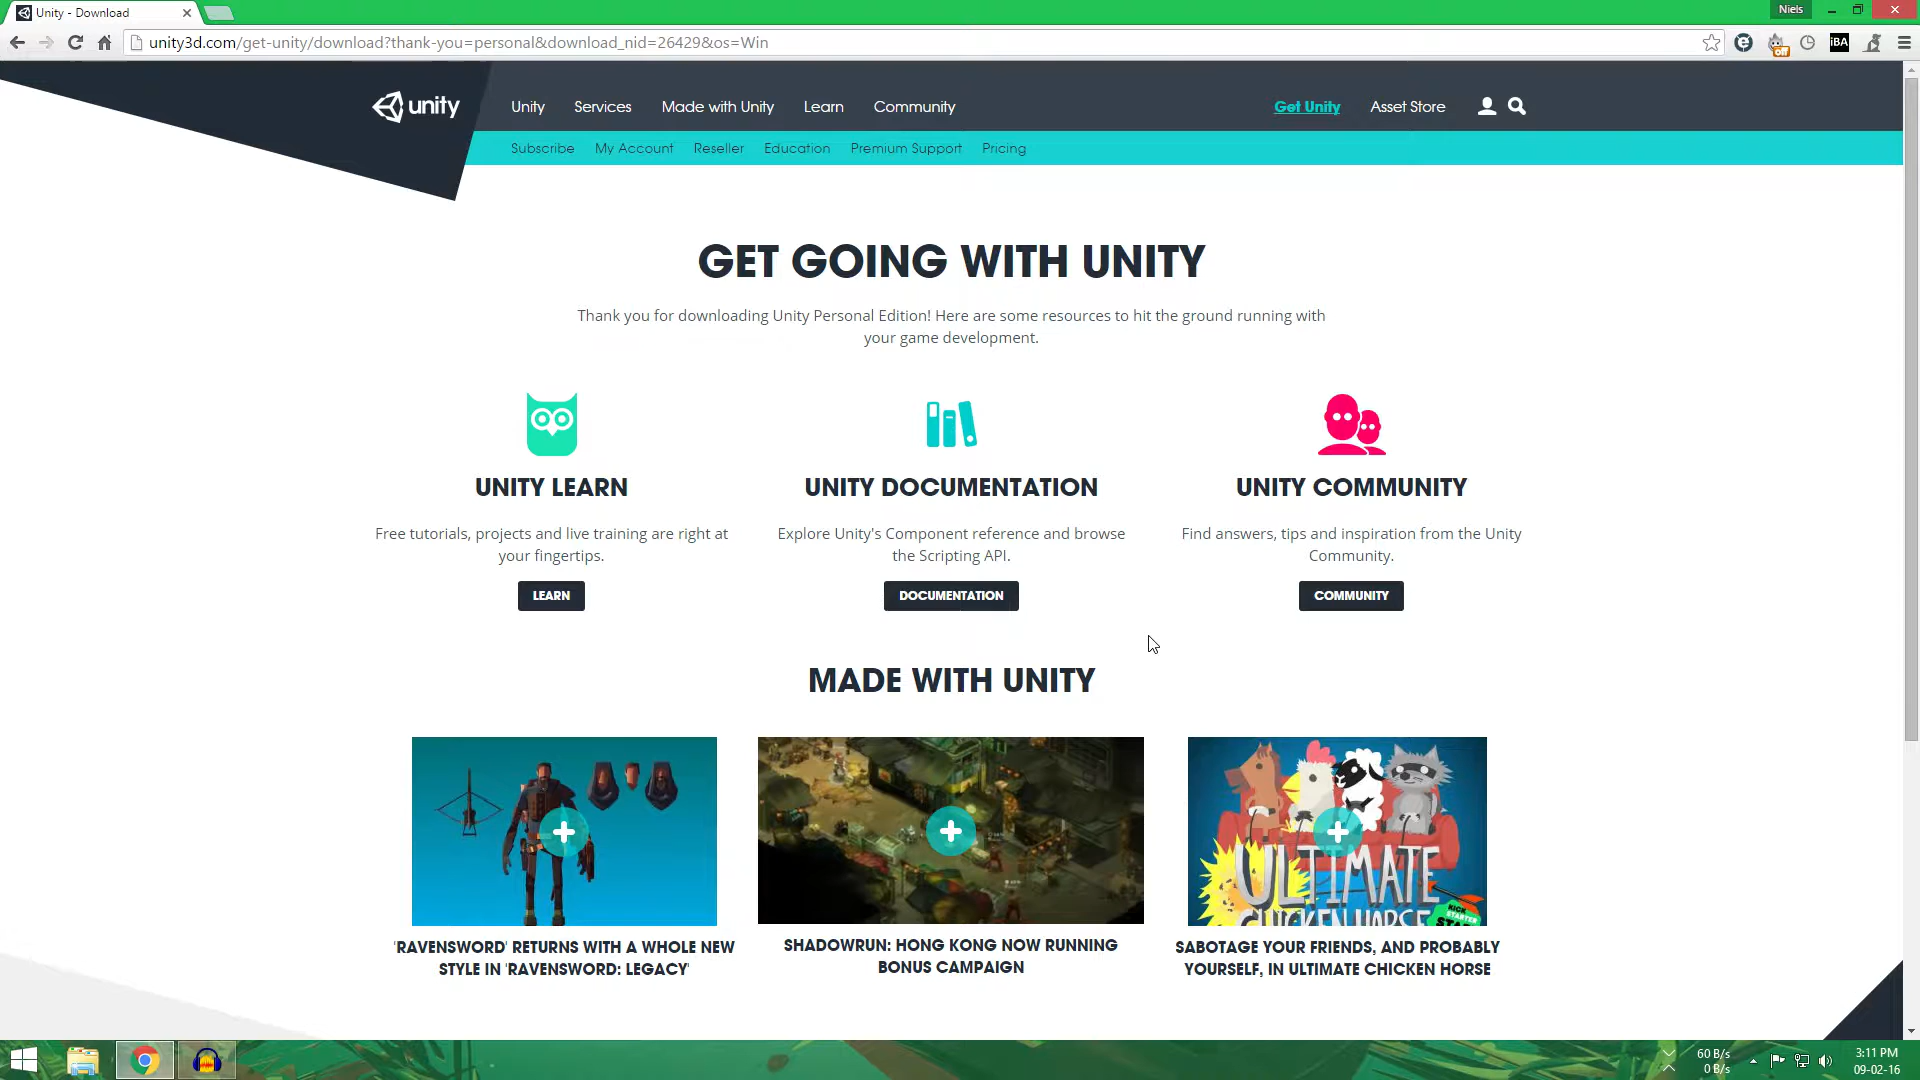 Unity - Download
Niels
unity3d.com/get-unity/download?thank-you=personal&download_nid=26429&os=Win
iBA
unity
Unity Services Made with Unity Learn Community
Get Unity Asset Store
Subscribe My Account Reseller Education Premium Support Pricing
GET GOING WITH UNITY
Thank you for downloading Unity Personal Edition! Here are some resources to hit the ground running with
your game development.
UNITY LEARN
Free tutorials, projects and live training are right at
your fingertips.
LEARN
UNITY DOCUMENTATION
Explore Unity's Component reference and browse
the Scripting API.
DOCUMENTATION
UNITY COMMUNITY
Find answers, tips and inspiration from the Unity
Community.
COMMUNITY
MADE WITH UNITY
'RAVENSWORD' RETURNS WITH A WHOLE NEW
STYLE IN 'RAVENSWORD: LEGACY'
SHADOWRUN: HONG KONG NOW RUNNING
BONUS CAMPAIGN
ULTIMATE
CHICKEN HORSE
KICK
STARTER
SABOTAGE YOUR FRIENDS, AND PROBABLY
YOURSELF, IN ULTIMATE CHICKEN HORSE
60 B/s
0 B/s
3:11 PM
09-02-16